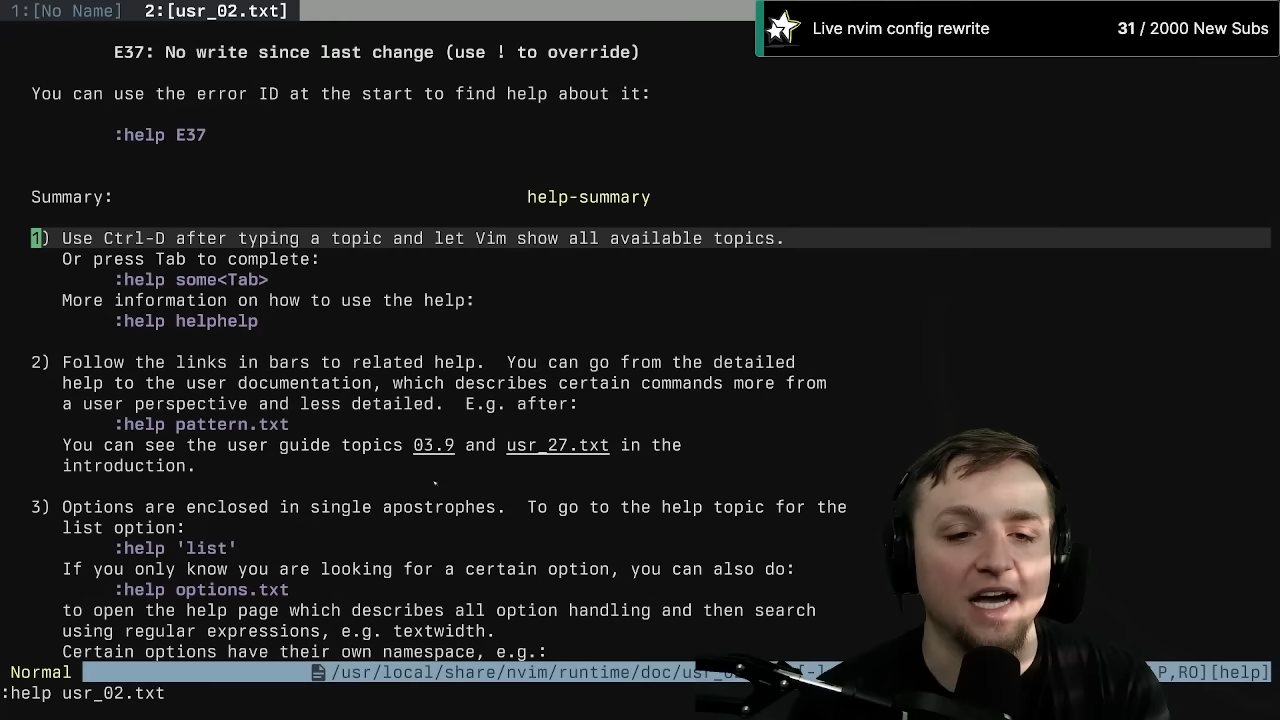 1:[No Name]  2:[usr_02.txt]
Live nvim config rewrite 31 / 2000 New Subs
E37: No write since last change (use ! to override)
You can use the error ID at the start to find help about it:
:help E37
Summary: help-summary
1) Use Ctrl-D after typing a topic and let Vim show all available topics.
Or press Tab to complete:
:help some<Tab>
More information on how to use the help:
:help helphelp
2) Follow the links in bars to related help.  You can go from the detailed
help to the user documentation, which describes certain commands more from
a user perspective and less detailed.  E.g. after:
:help pattern.txt
You can see the user guide topics 03.9 and usr_27.txt in the
introduction.
3) Options are enclosed in single apostrophes.  To go to the help topic for the
list option:
:help 'list'
If you only know you are looking for a certain option, you can also do:
:help options.txt
to open the help page which describes all option handling and then search
using regular expressions, e.g. textwidth.
Certain options have their own namespace, e.g.:
Normal /usr/local/share/nvim/runtime/doc/us [-] P,RO][help]
:help usr_02.txt